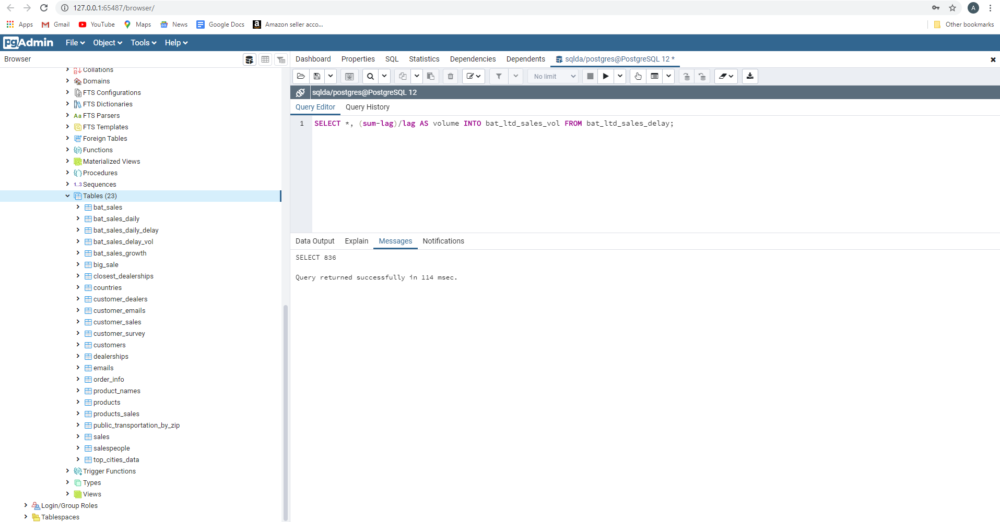 127.0.0.1:65487/browser/
A
Apps Gmail YouTube Maps News Google Docs Amazon seller acco... Other bookmarks
pgAdmin File Object Tools Help
Browser
Dashboard Properties SQL Statistics Dependencies Dependents sqlda/postgres@PostgreSQL 12 *
No limit
sqlda/postgres@PostgreSQL 12
Query Editor Query History
1 SELECT *, (sum-lag)/lag AS volume INTO bat_ltd_sales_vol FROM bat_ltd_sales_delay;
Data Output Explain Messages Notifications
SELECT 836
Query returned successfully in 114 msec.
Collations
Domains
FTS Configurations
FTS Dictionaries
Aa FTS Parsers
FTS Templates
Foreign Tables
Functions
Materialized Views
Procedures
1..3 Sequences
Tables (23)
bat_sales
bat_sales_daily
bat_sales_daily_delay
bat_sales_delay_vol
bat_sales_growth
big_sale
closest_dealerships
countries
customer_dealers
customer_emails
customer_sales
customer_survey
customers
dealerships
emails
order_info
product_names
products
products_sales
public_transportation_by_zip
sales
salespeople
top_cities_data
Trigger Functions
Types
Views
Login/Group Roles
Tablespaces